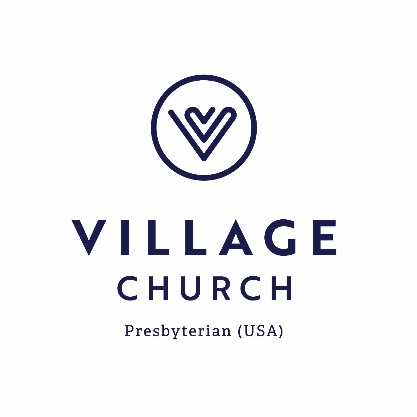 VILLAGE
CHURCH
Presbyterian (USA)